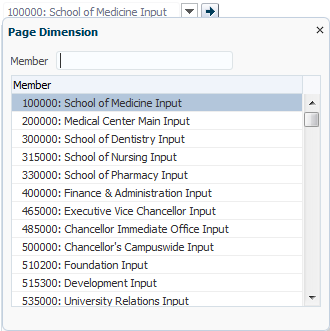 100000: School of Medicine Input
Page Dimension
Member
Member
100000: School of Medicine Input
200000: Medical Center Main Input
300000: School of Dentistry Input
315000: School of Nursing Input
330000: School of Pharmacy Input
400000: Finance & Administration Input
465000: Executive Vice Chancellor Input
485000: Chancellor Immediate Office Input
500000: Chancellor's Campuswide Input
510200: Foundation Input
515300: Development Input
535000: University Relations Input